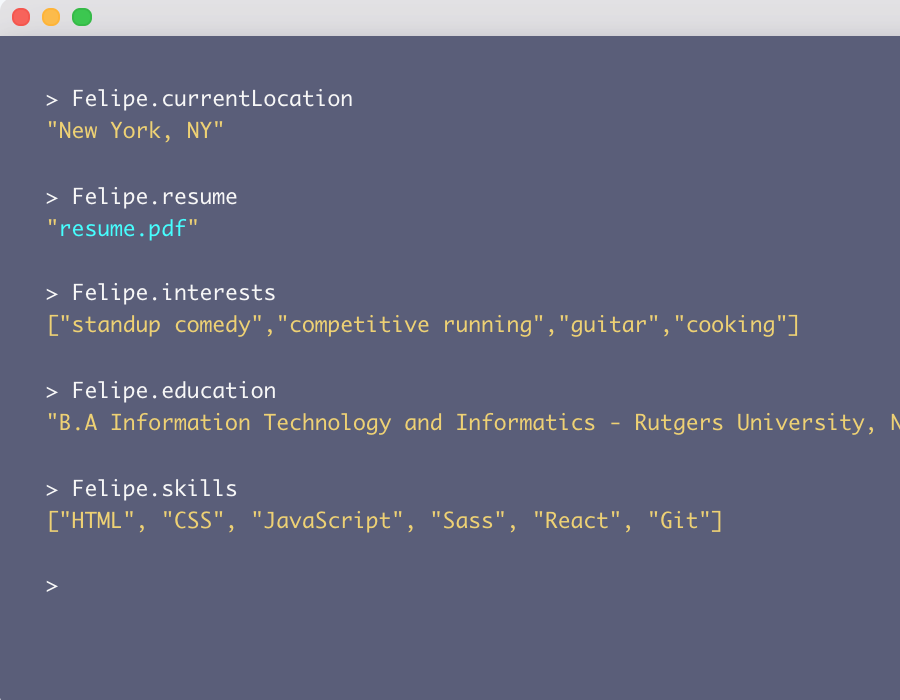 > Felipe.currentLocation
"New York, NY"
> Felipe.resume
"resume.pdf"
> Felipe.interests
["standup comedy","competitive running","guitar","cooking"]
> Felipe.education
"B.A Information Technology and Informatics - Rutgers University,
> Felipe.skills
["HTML", "CSS", "JavaScript", "Sass", "React", "Git"]
>